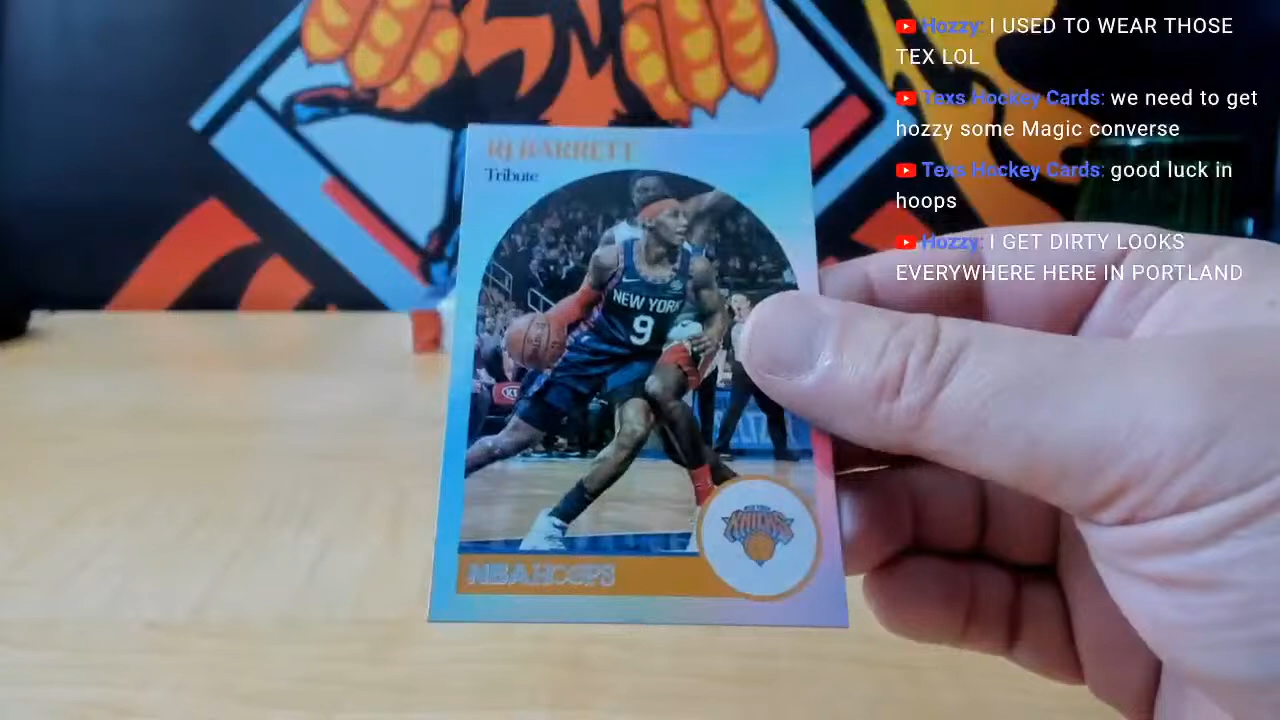 Hozzy: I USED TO WEAR THOSE
TEX LOL
Texs Hockey Cards: we need to get
hozzy some Magic converse
Texs Hockey Cards: good luck in
hoops
Hozzy: I GET DIRTY LOOKS
EVERYWHERE HERE IN PORTLAND
RJ BARRETT
Tribute
NEW YORK
9
KNICKS
NBA HOOPS